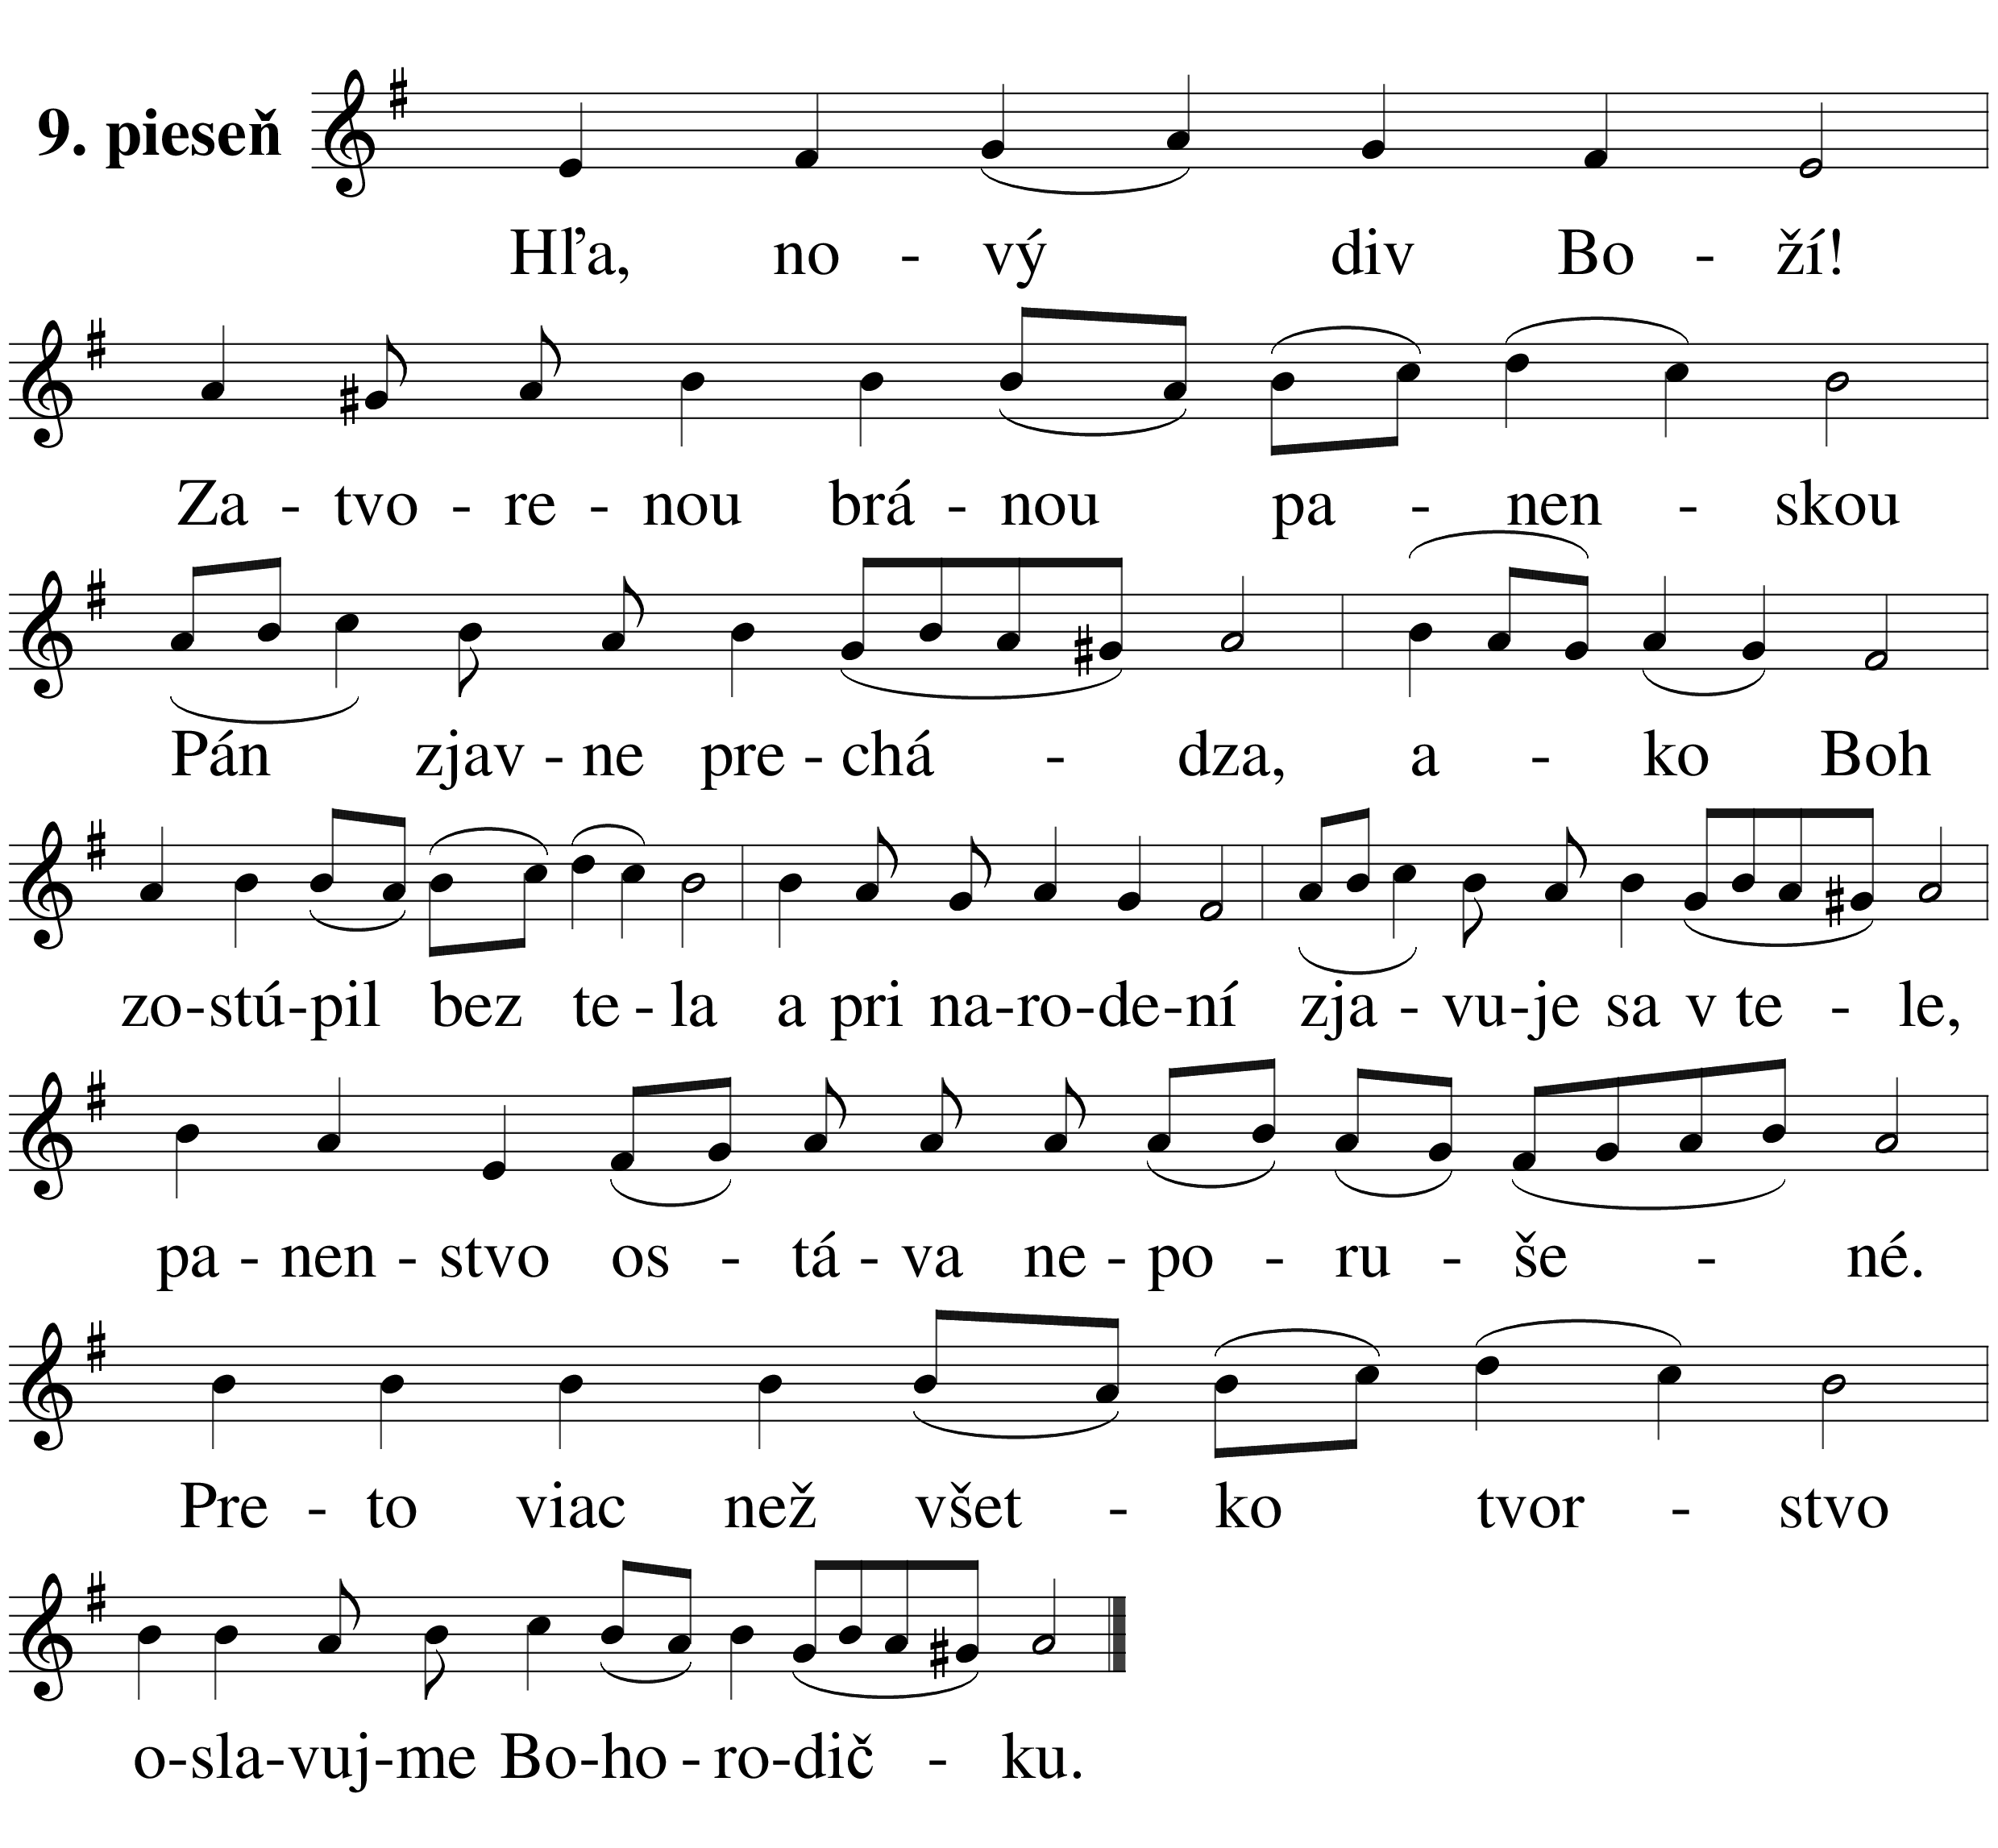 9. pieseň
Hľa, no - vý div Bo - ží!
Za - tvo - re - nou brá - nou pa - nen - skou
Pán zjav - ne pre - chá - dza, a - ko Boh
zo-stú-pil bez te - la a pri na-ro-de-ní zja - vu-je sa v te - le,
pa - nen - stvo os - tá - va ne - po - ru - še - né.
Pre - to viac než všet - ko tvor - stvo
o-sla-vuj-me Bo-ho - ro-dič - ku.